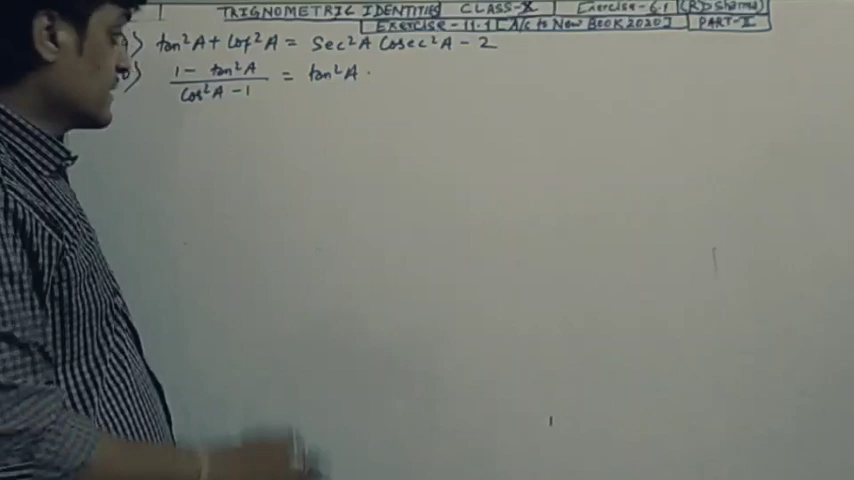 TRIGNOMETRIC IDENTITIES CLASS-X Exercise-6.1 (RD sharma)
Exercise-11.1 [A/c to New Book 2020] PART-I
) tan²A + Cot²A = Sec²A Cosec²A - 2
) 1 - tan²A / Cot²A - 1 = tan²A.